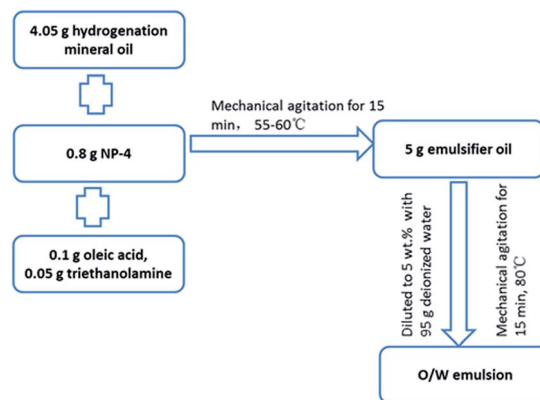 4.05 g hydrogenation
mineral oil
Mechanical agitation for 15
min, 55-60℃
0.8 g NP-4
5 g emulsifier oil
0.1 g oleic acid,
0.05 g triethanolamine
Diluted to 5 wt.% with
95 g deionized water
Mechanical agitation for
15 min, 80℃
O/W emulsion